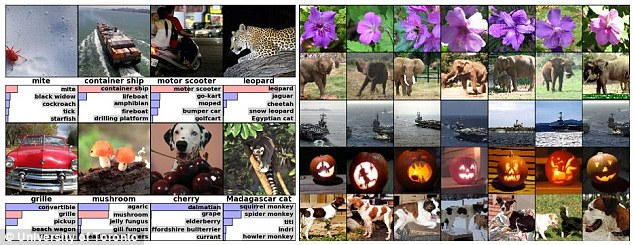 mite
container ship
motor scooter
leopard
mite
black widow
cockroach
tick
starfish
container ship
lifeboat
amphibian
fireboat
drilling platform
motor scooter
go-kart
moped
bumper car
golfcart
leopard
jaguar
cheetah
snow leopard
Egyptian cat
grille
mushroom
cherry
Madagascar cat
convertible
grille
pickup
beach wagon
agaric
mushroom
jelly fungus
gill fungus
dalmatian
grape
elderberry
ffordshire bullterrier
currant
squirrel monkey
spider monkey
titi
indri
howler monkey
© University of Toronto